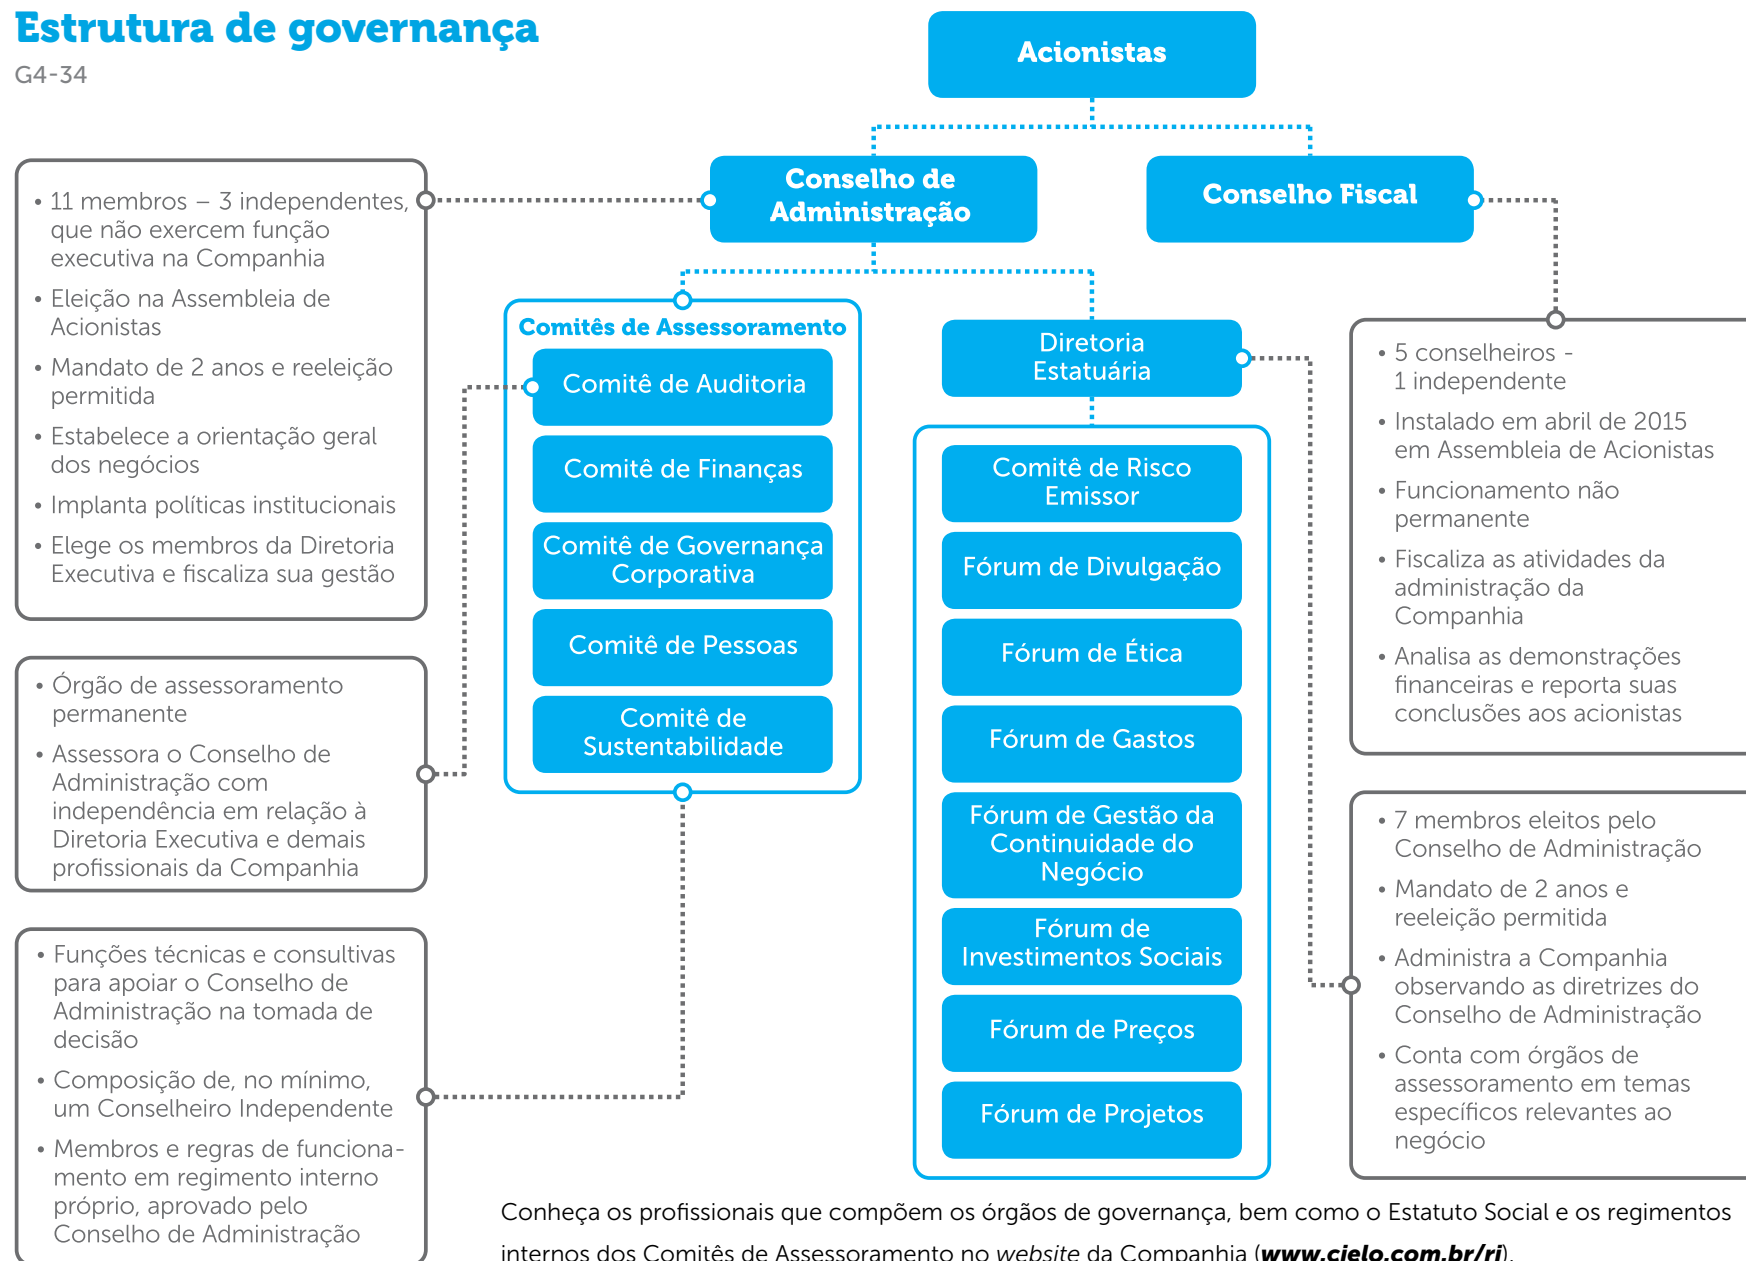 Estrutura de governança
G4-34
Acionistas
Conselho de
Administração
Conselho Fiscal
• 11 membros – 3 independentes,
que não exercem função
executiva na Companhia
• Eleição na Assembleia de
Acionistas
• Mandato de 2 anos e reeleição
permitida
• Estabelece a orientação geral
dos negócios
• Implanta políticas institucionais
• Elege os membros da Diretoria
Executiva e fiscaliza sua gestão
• Órgão de assessoramento
permanente
• Assessora o Conselho de
Administração com
independência em relação à
Diretoria Executiva e demais
profissionais da Companhia
• Funções técnicas e consultivas
para apoiar o Conselho de
Administração na tomada de
decisão
• Composição de, no mínimo,
um Conselheiro Independente
• Membros e regras de funciona-
mento em regimento interno
próprio, aprovado pelo
Conselho de Administração
Comitês de Assessoramento
Comitê de Auditoria
Comitê de Finanças
Comitê de Governança
Corporativa
Comitê de Pessoas
Comitê de
Sustentabilidade
Diretoria
Estatuária
Comitê de Risco
Emissor
Fórum de Divulgação
Fórum de Ética
Fórum de Gastos
Fórum de Gestão da
Continuidade do
Negócio
Fórum de
Investimentos Sociais
Fórum de Preços
Fórum de Projetos
• 5 conselheiros -
1 independente
• Instalado em abril de 2015
em Assembleia de Acionistas
• Funcionamento não
permanente
• Fiscaliza as atividades da
administração da
Companhia
• Analisa as demonstrações
financeiras e reporta suas
conclusões aos acionistas
• 7 membros eleitos pelo
Conselho de Administração
• Mandato de 2 anos e
reeleição permitida
• Administra a Companhia
observando as diretrizes do
Conselho de Administração
• Conta com órgãos de
assessoramento em temas
específicos relevantes ao
negócio
Conheça os profissionais que compõem os órgãos de governança, bem como o Estatuto Social e os regimentos
internos dos Comitês de Assessoramento no website da Companhia (www.cielo.com.br/ri).